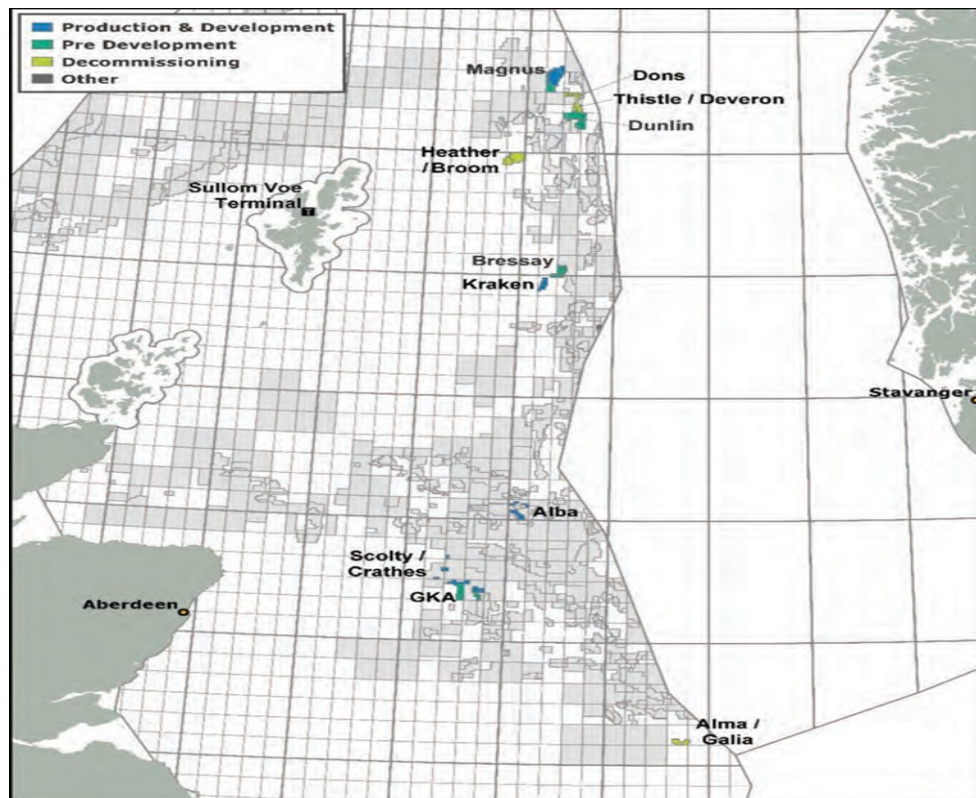 Production & Development
Pre Development
Decommissioning
Other
Magnus
Dons
Thistle / Deveron
Dunlin
Heather
/Broom
Sullom Voe
Terminal
T
Bressay
Kraken
Stavanger
Alba
Scolty /
Crathes
GKA
Aberdeen
Alma /
Galia